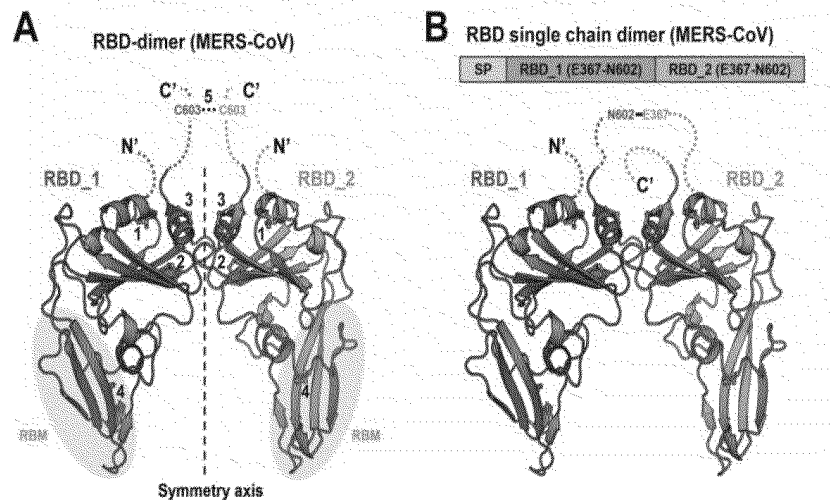 A
RBD-dimer (MERS-CoV)
C' 5 C'
C603 C603
N' N'
RBD_1 RBD_2
3 3
1 1
2 2
4 4
RBM RBM
Symmetry axis
B
RBD single chain dimer (MERS-CoV)
SP RBD_1 (E367-N602) RBD_2 (E367-N602)
N602 E367
N'
C'
RBD_1 RBD_2